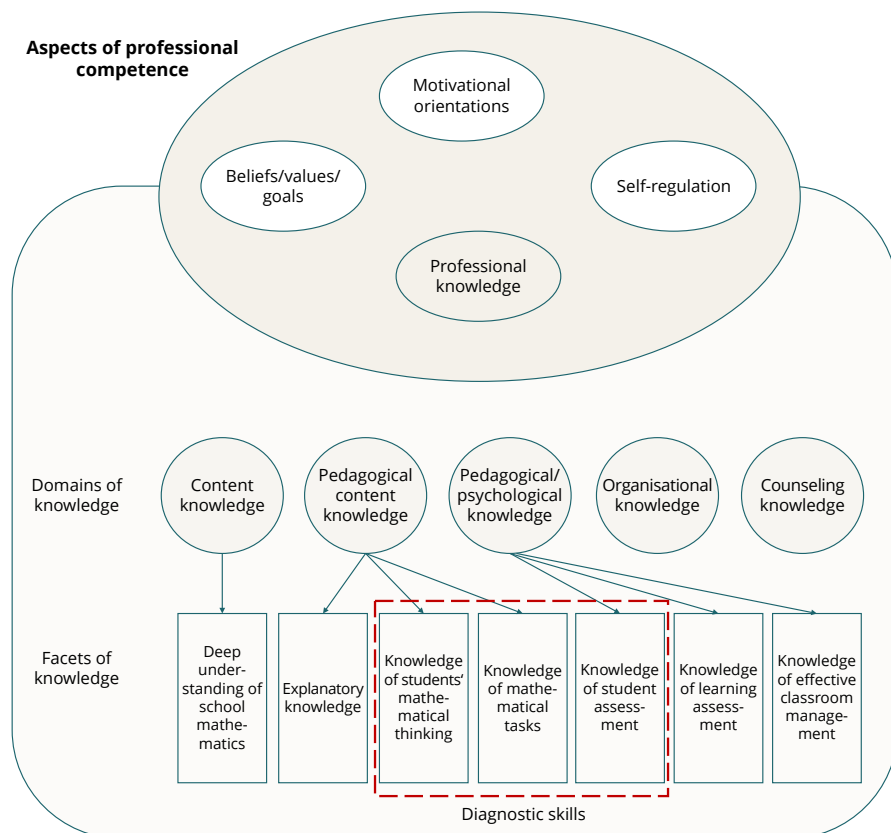 Aspects of professional
competence
Motivational
orientations
Beliefs/values/
goals
Self-regulation
Professional
knowledge
Domains of
knowledge
Content
knowledge
Pedagogical
content
knowledge
Pedagogical/
psychological
knowledge
Organisational
knowledge
Counseling
knowledge
Facets of
knowledge
Deep
under-
standing of
school
mathe-
matics
Explanatory
knowledge
Knowledge
of students‘
mathe-
matical
thinking
Knowledge
of mathe-
matical
tasks
Knowledge
of student
assess-
ment
Knowledge
of learning
assess-
ment
Knowledge
of effective
classroom
manage-
ment
Diagnostic skills